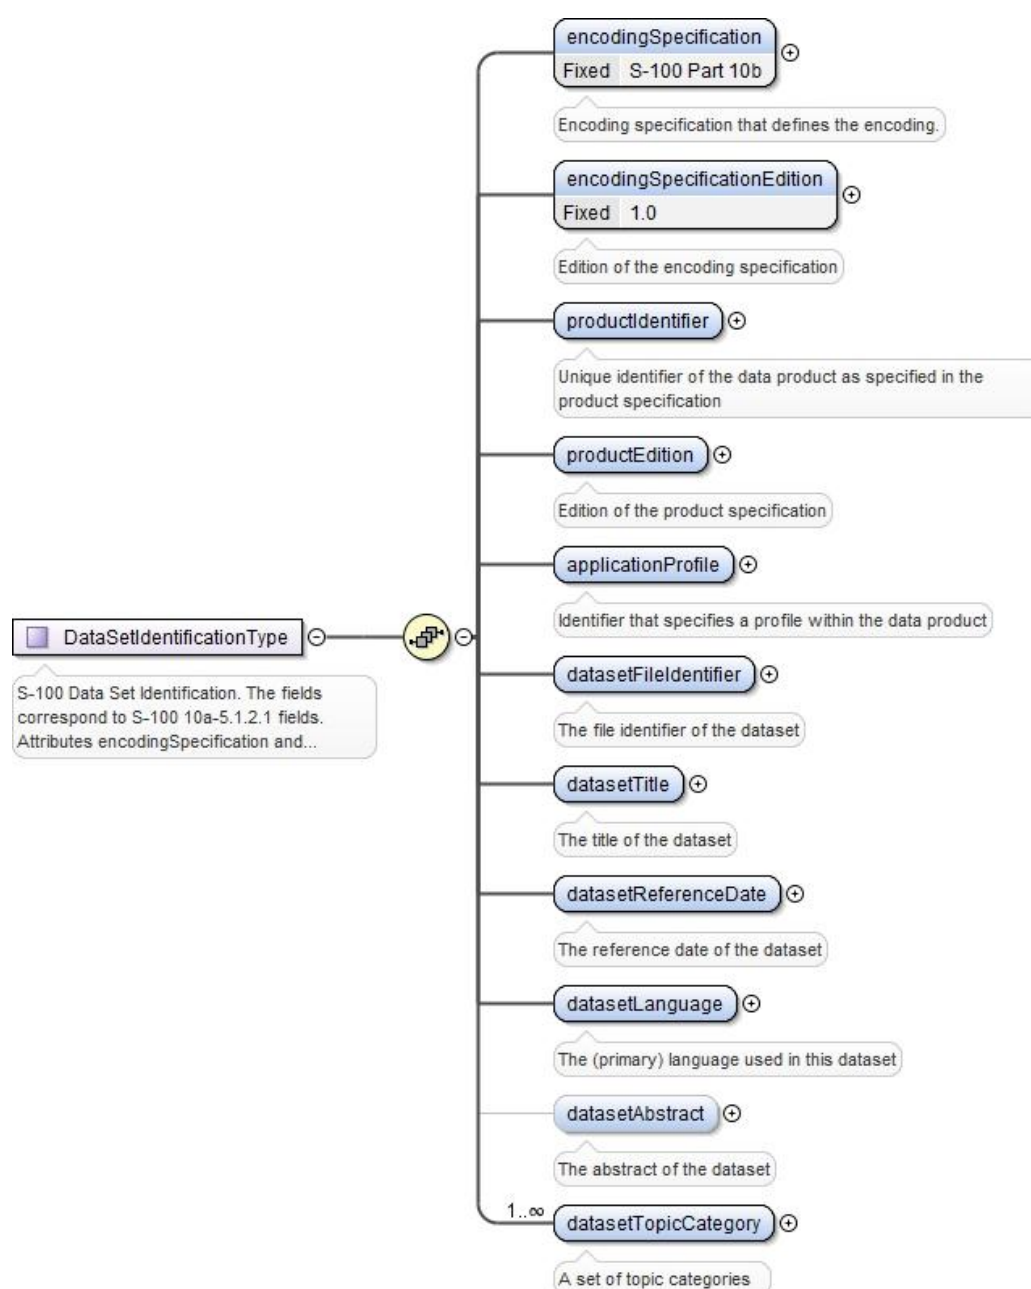 encodingSpecification
Fixed S-100 Part 10b
Encoding specification that defines the encoding.
encodingSpecificationEdition
Fixed 1.0
Edition of the encoding specification
productIdentifier
Unique identifier of the data product as specified in the
product specification
productEdition
Edition of the product specification
applicationProfile
Identifier that specifies a profile within the data product
DataSetIdentificationType
S-100 Data Set Identification. The fields
correspond to S-100 10a-5.1.2.1 fields.
Attributes encodingSpecification and...
datasetFileIdentifier
The file identifier of the dataset
datasetTitle
The title of the dataset
datasetReferenceDate
The reference date of the dataset
datasetLanguage
The (primary) language used in this dataset
datasetAbstract
The abstract of the dataset
1..∞
datasetTopicCategory
A set of topic categories